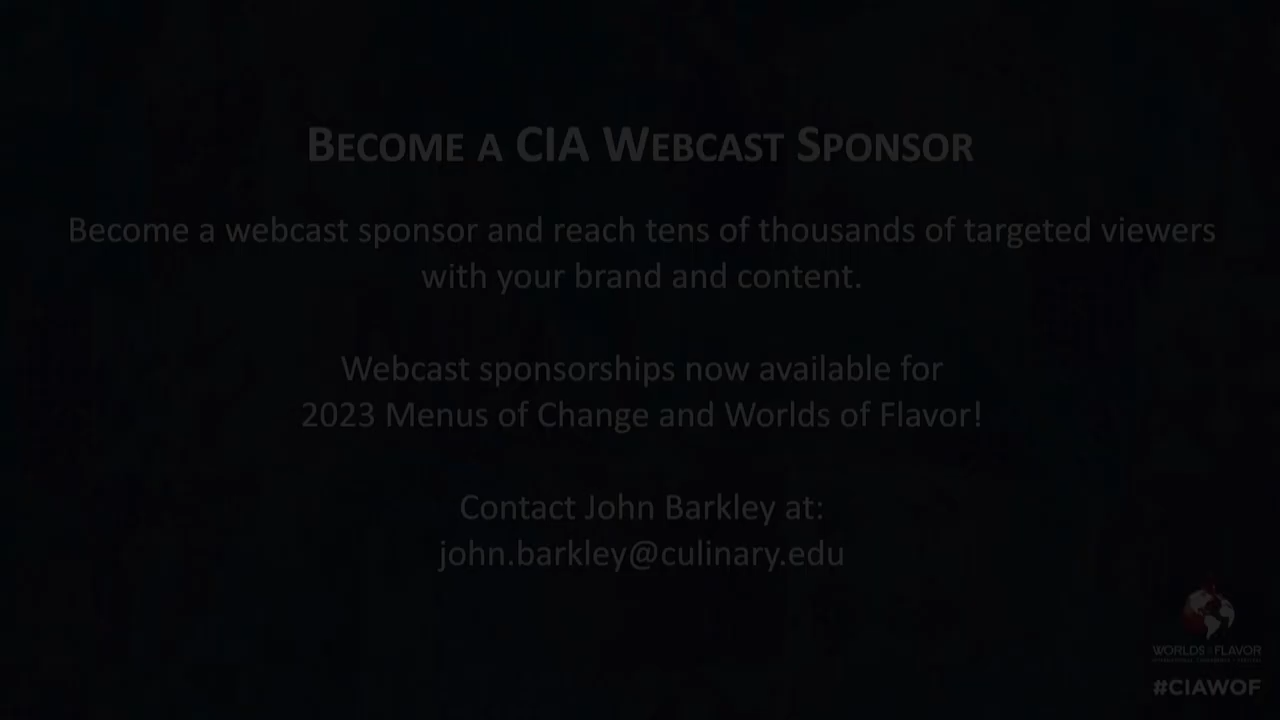 BECOME A CIA WEBCAST SPONSOR
Become a webcast sponsor and reach tens of thousands of targeted viewers
with your brand and content.
Webcast sponsorships now available for
2023 Menus of Change and Worlds of Flavor!
Contact John Barkley at:
john.barkley@culinary.edu
WORLDS OF FLAVOR
#CIAWOF